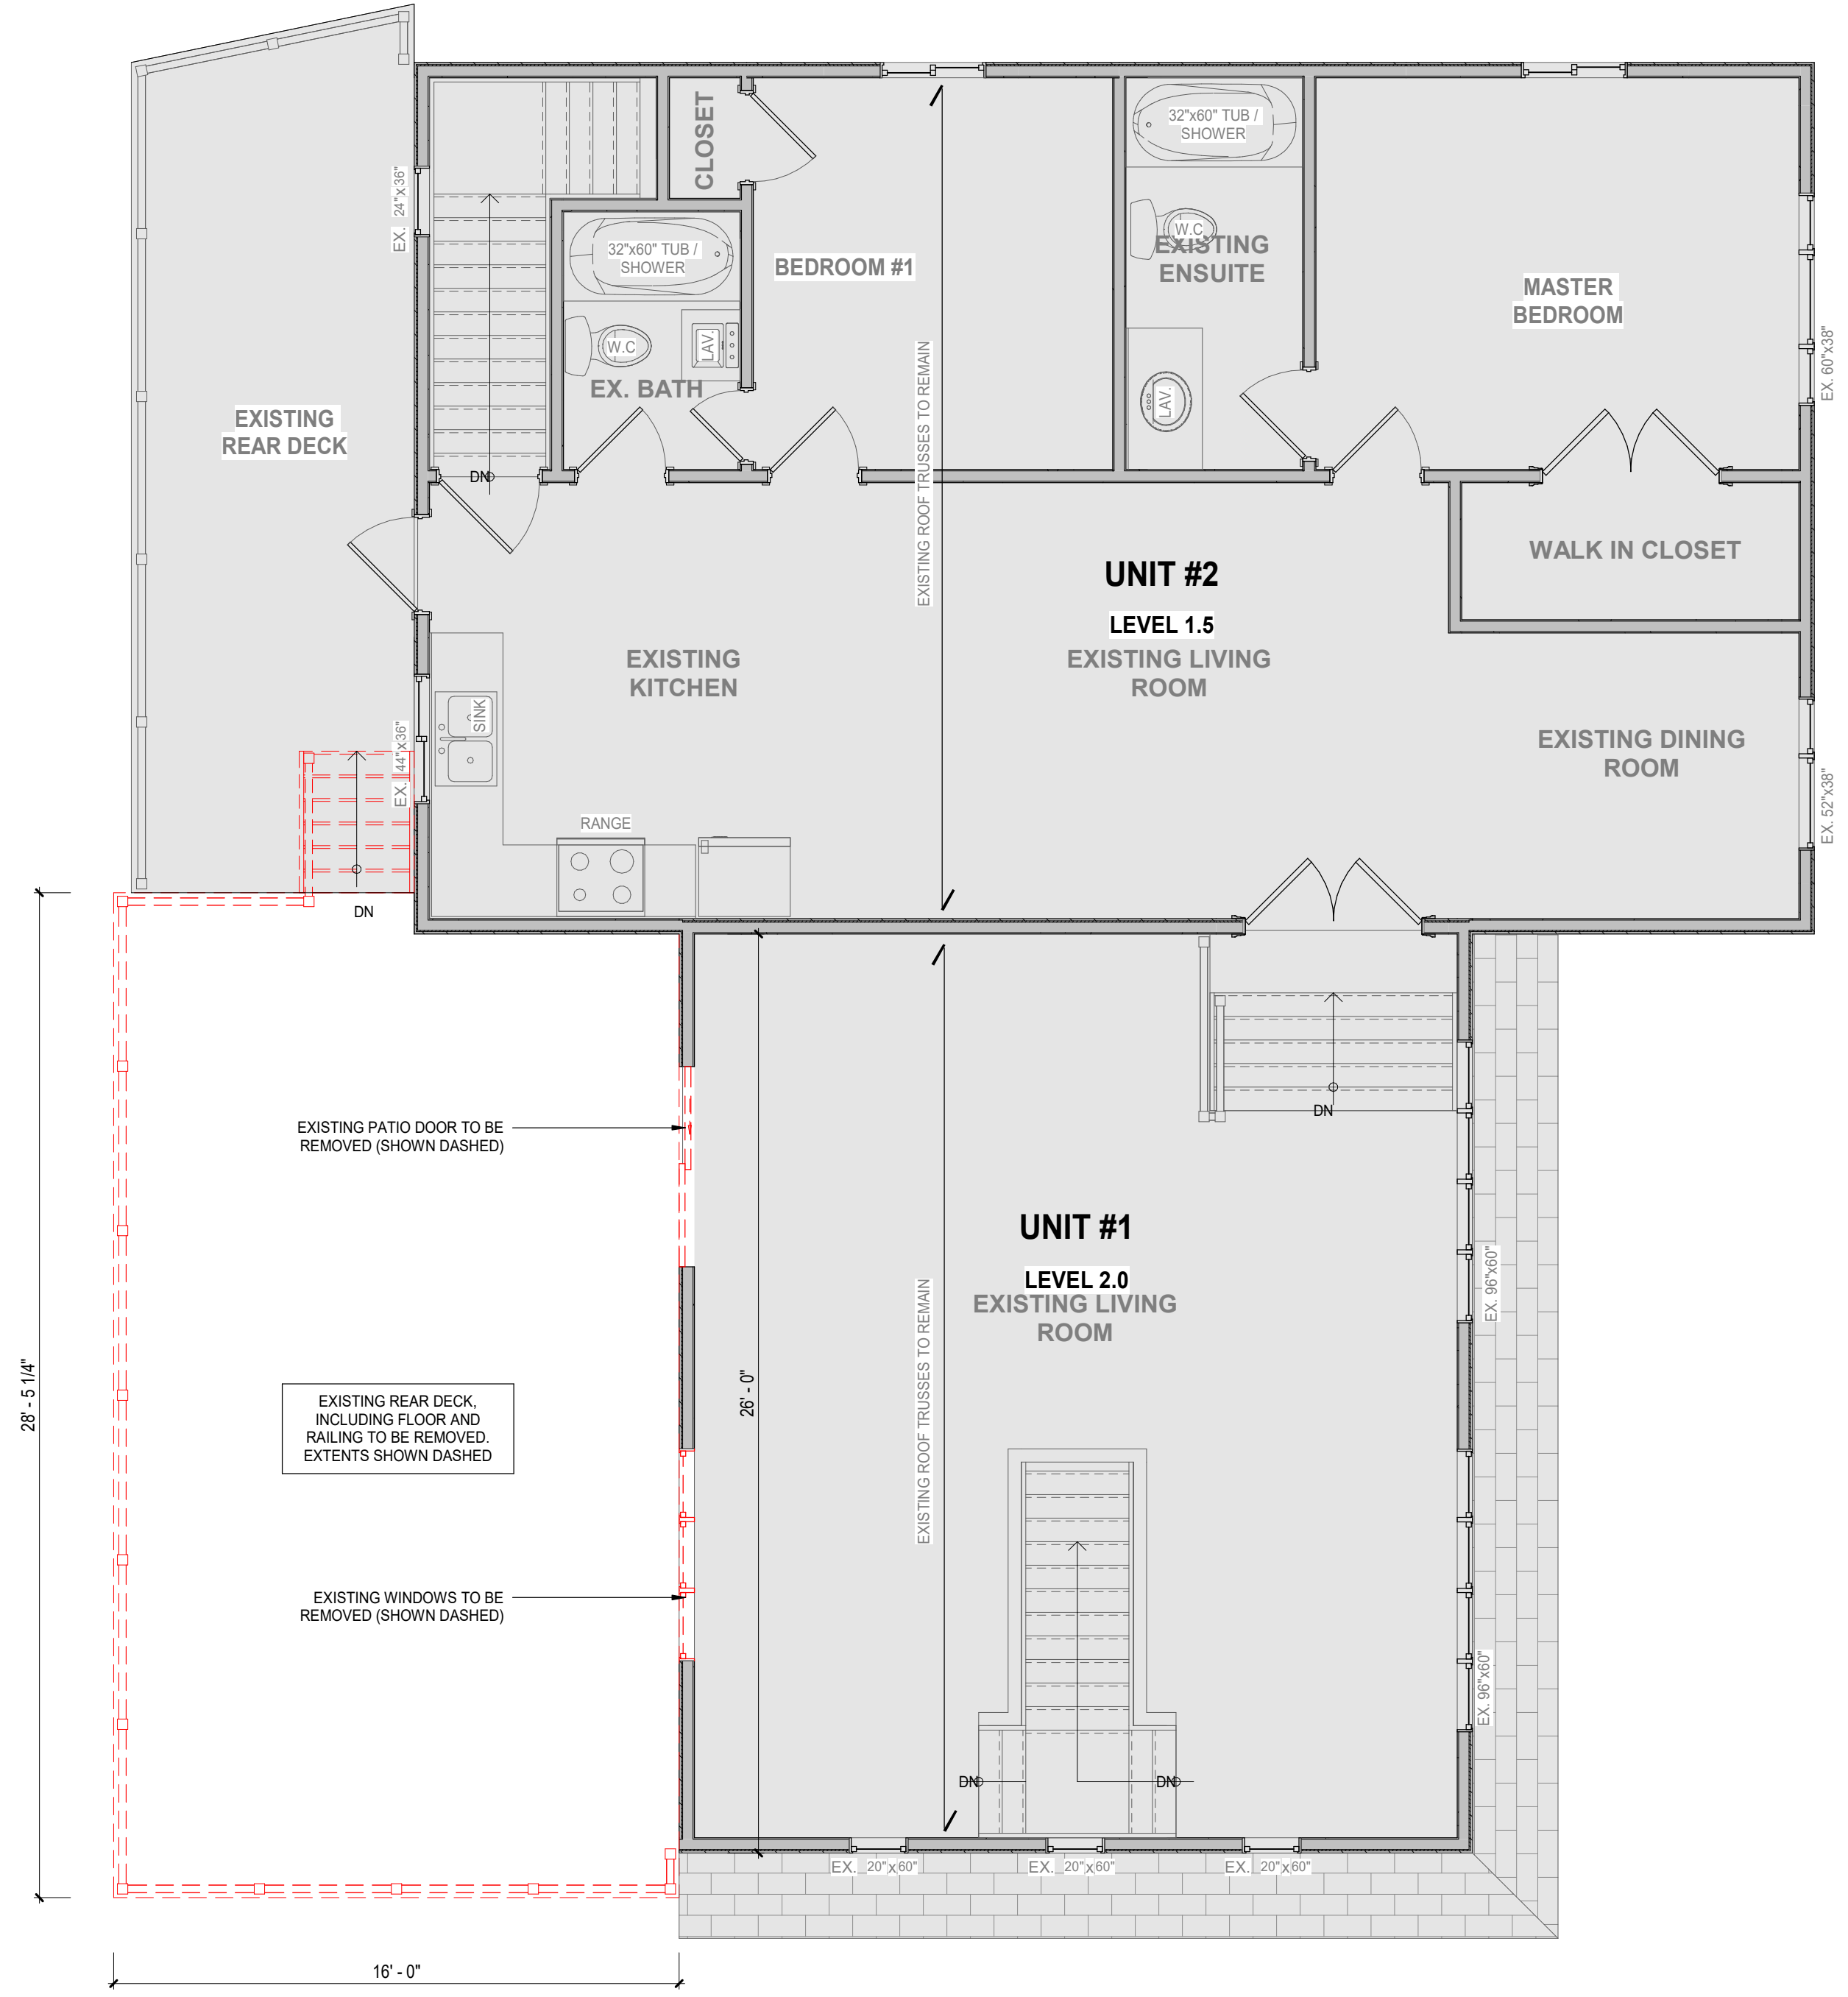 32"x60" TUB /
SHOWER
CLOSET
EX. 24"x36"
32"x60" TUB /
SHOWER
BEDROOM #1
W.C
EXISTING
ENSUITE
MASTER
BEDROOM
W.C
LAV.
EX. BATH
LAV.
EX. 60"x38"
EXISTING
REAR DECK
EXISTING ROOF TRUSSES TO REMAIN
DN
WALK IN CLOSET
UNIT #2
LEVEL 1.5
EXISTING LIVING
ROOM
EXISTING
KITCHEN
SINK
EX. 44"x36"
EXISTING DINING
ROOM
EX. 52"x38"
RANGE
DN
DN
EXISTING PATIO DOOR TO BE
REMOVED (SHOWN DASHED)
UNIT #1
LEVEL 2.0
EXISTING LIVING
ROOM
EX. 96"x60"
EXISTING ROOF TRUSSES TO REMAIN
28' - 5 1/4"
26' - 0"
EXISTING REAR DECK,
INCLUDING FLOOR AND
RAILING TO BE REMOVED.
EXTENTS SHOWN DASHED
EXISTING WINDOWS TO BE
REMOVED (SHOWN DASHED)
EX. 96"x60"
DN
DN
EX. 20"x60"
EX. 20"x60"
EX. 20"x60"
16' - 0"